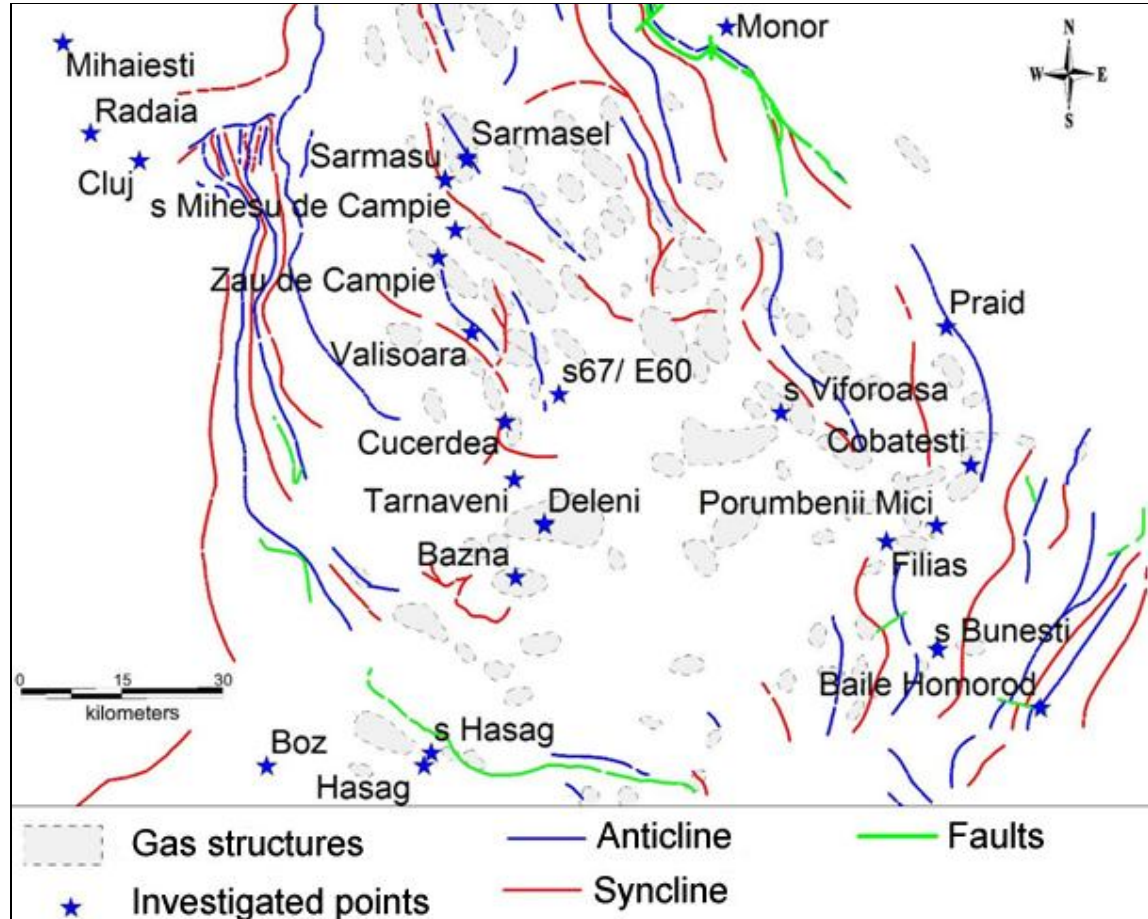 Monor
N
W E
S
Mihaiesti
Radaia
Cluj
Sarmasel
Sarmasu
s Mihesu de Campie
Zau de Campie
Praid
Valisoara
s67/ E60
s Viforoasa
Cucerdea
Cobatesti
Tarnaveni
Deleni
Porumbenii Mici
Bazna
Filias
s Bunesti
Baile Homorod
0 15 30
kilometers
s Hasag
Boz
Hasag
Gas structures
Anticline
Faults
Investigated points
Syncline